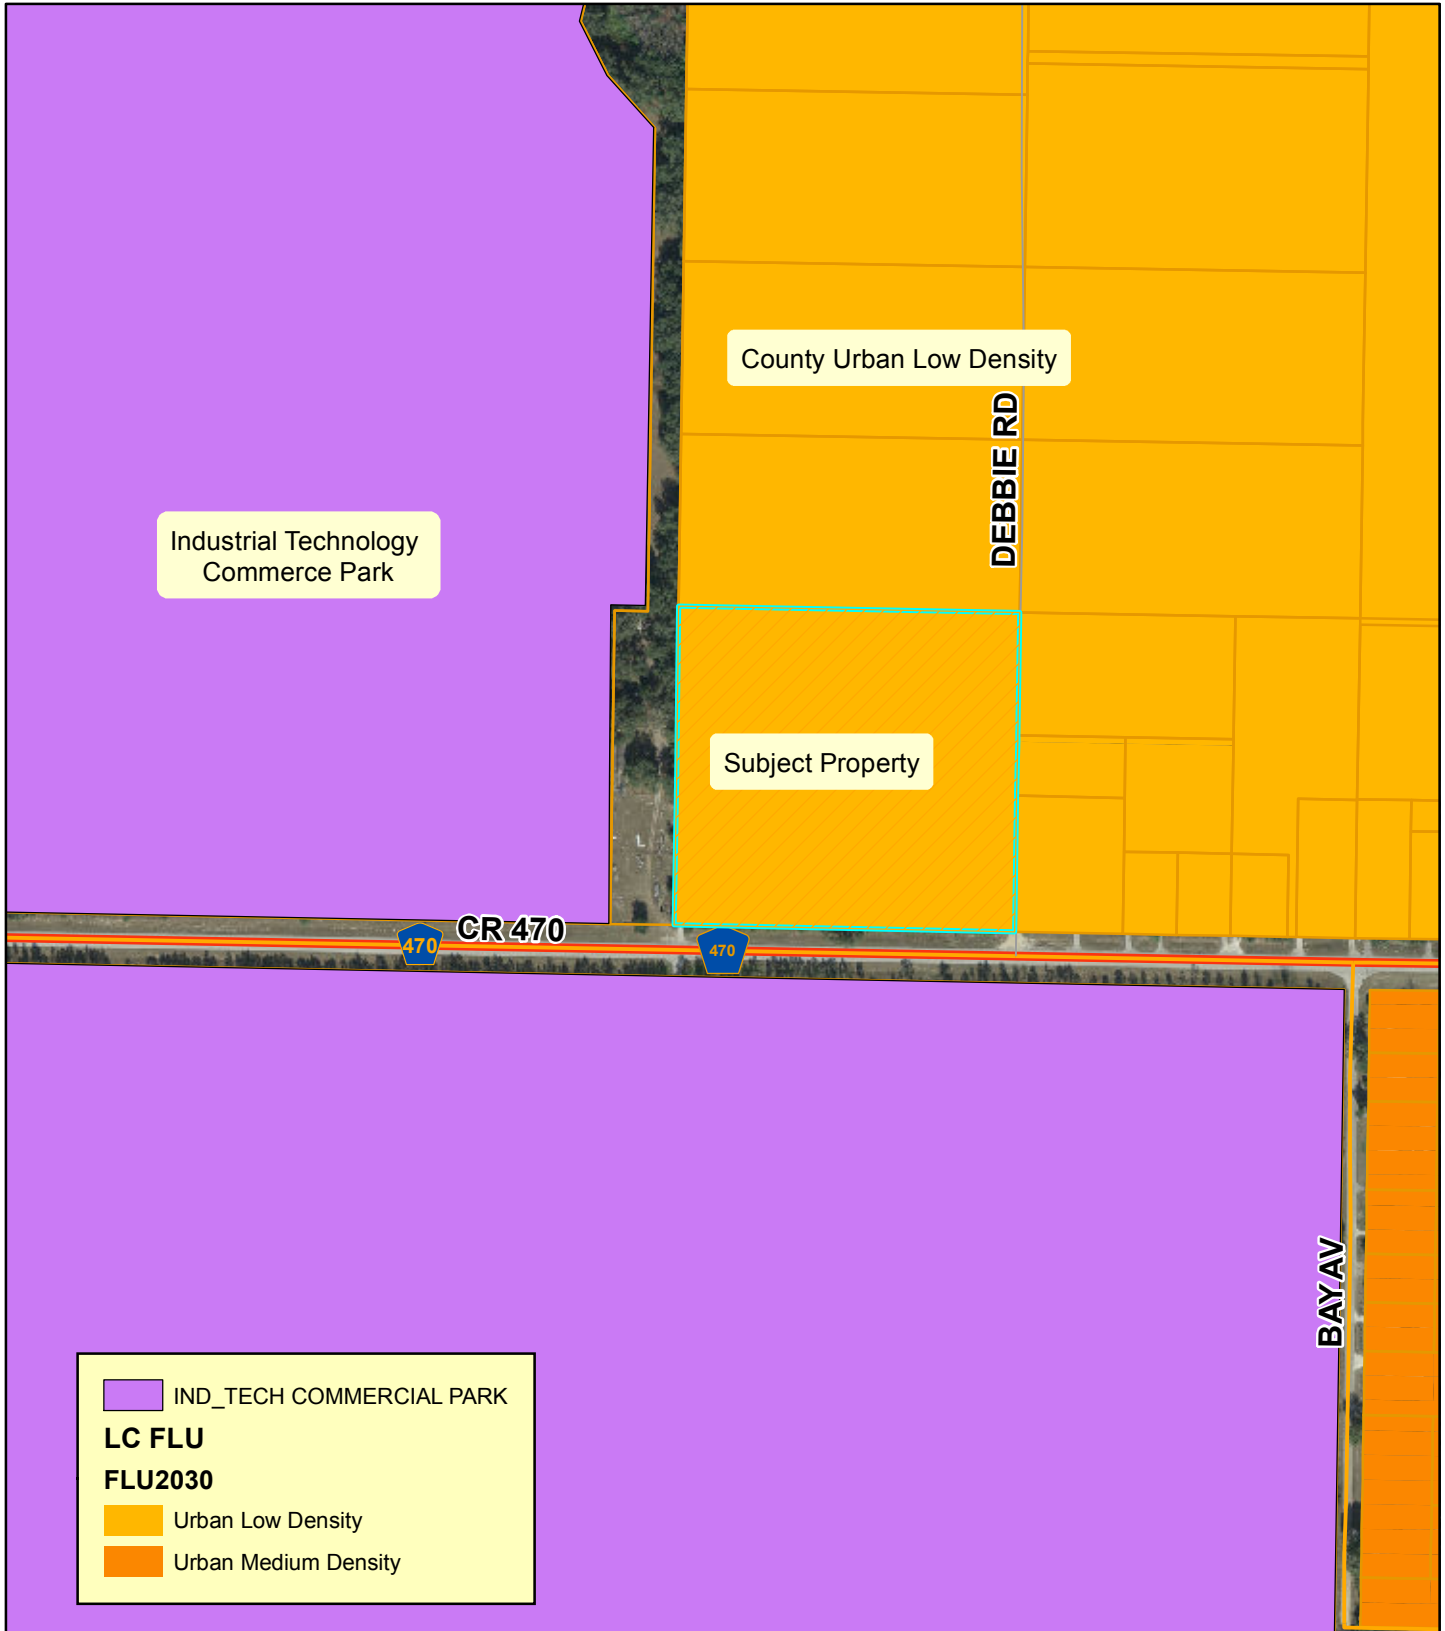 County Urban Low Density
DEBBIE RD
Industrial Technology
Commerce Park
Subject Property
CR 470
470
470
BAY AV
IND_TECH COMMERCIAL PARK
LC FLU
FLU2030
Urban Low Density
Urban Medium Density